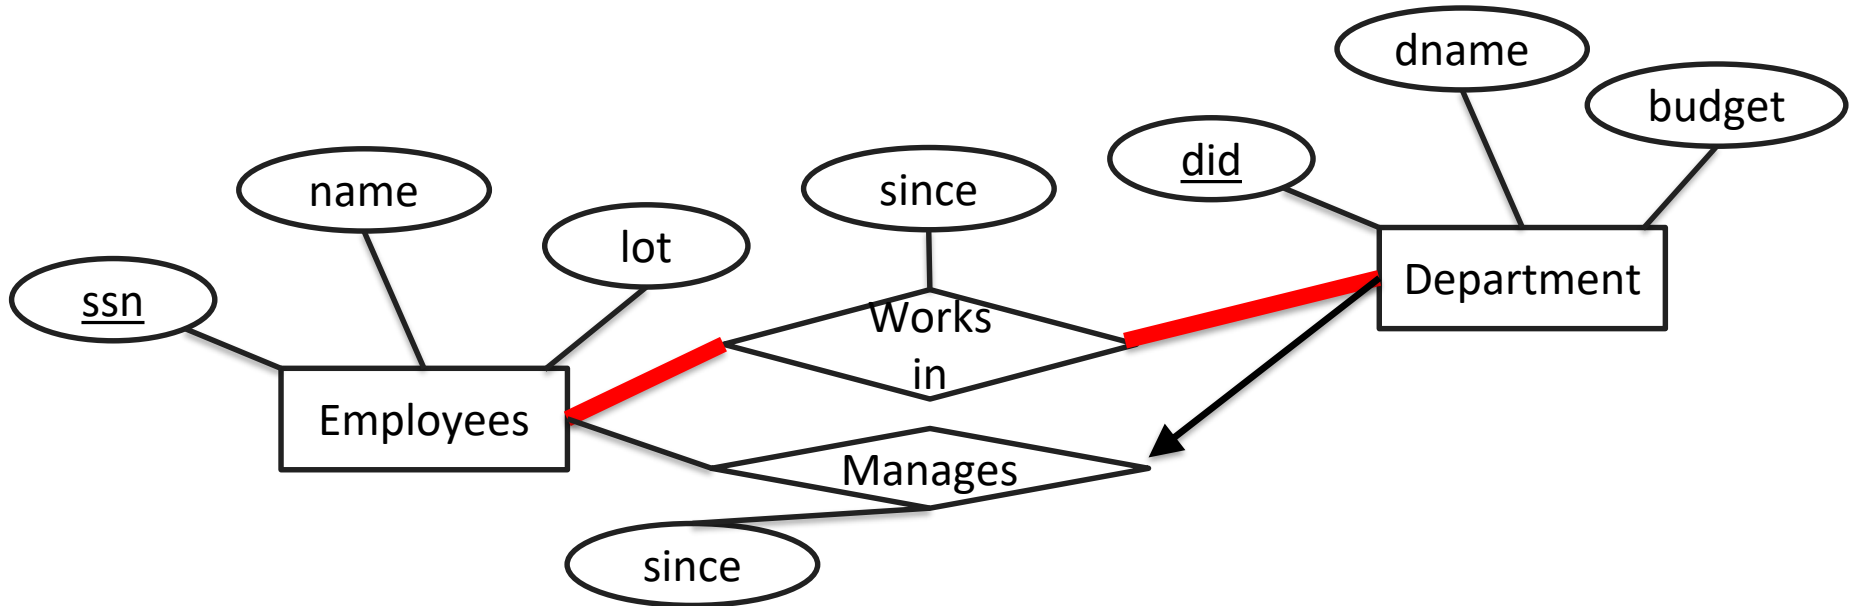 dname
budget
did
name
since
lot
Department
ssn
Works
in
Employees
Manages
since